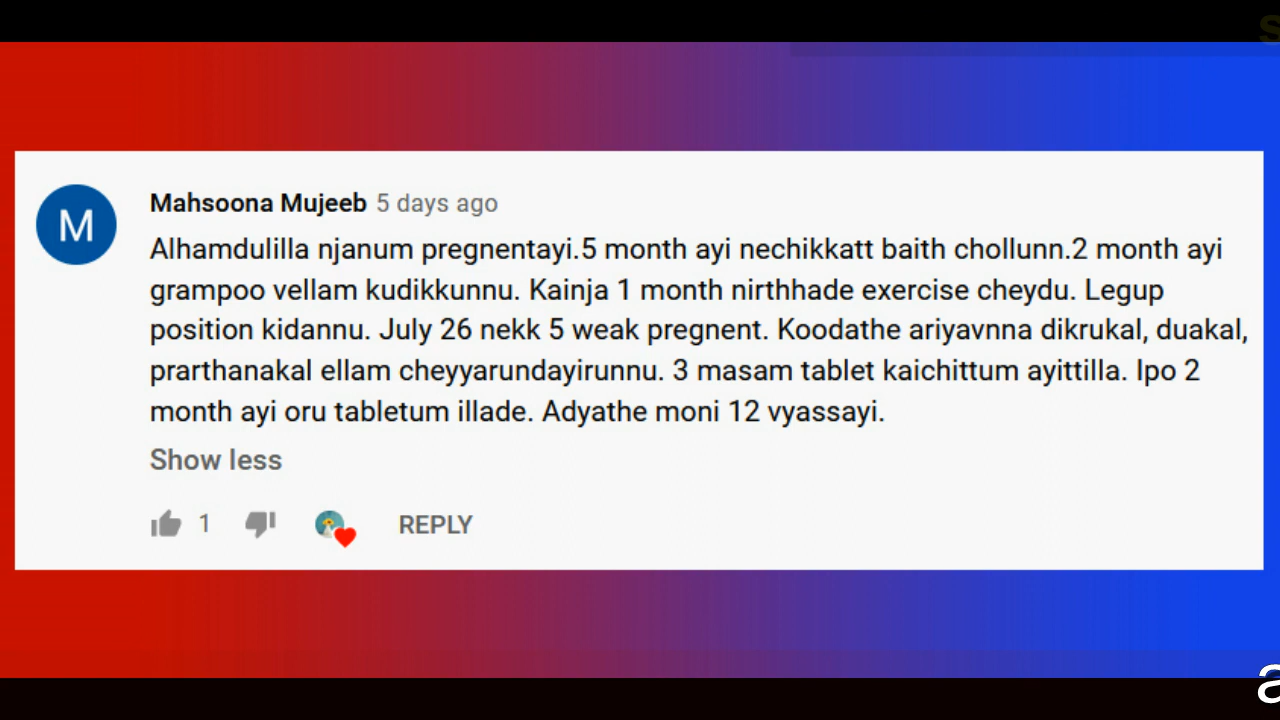 M
Mahsoona Mujeeb 5 days ago
Alhamdulilla njanum pregnentayi.5 month ayi nechikkatt baith chollunn.2 month ayi
grampoo vellam kudikkunnu. Kainja 1 month nirthhade exercise cheydu. Legup
position kidannu. July 26 nekk 5 weak pregnent. Koodathe ariyavnna dikrukal, duakal,
prarthanakal ellam cheyyarundayirunnu. 3 masam tablet kaichittum ayittilla. Ipo 2
month ayi oru tabletum illade. Adyathe moni 12 vyassayi.
Show less
1 REPLY